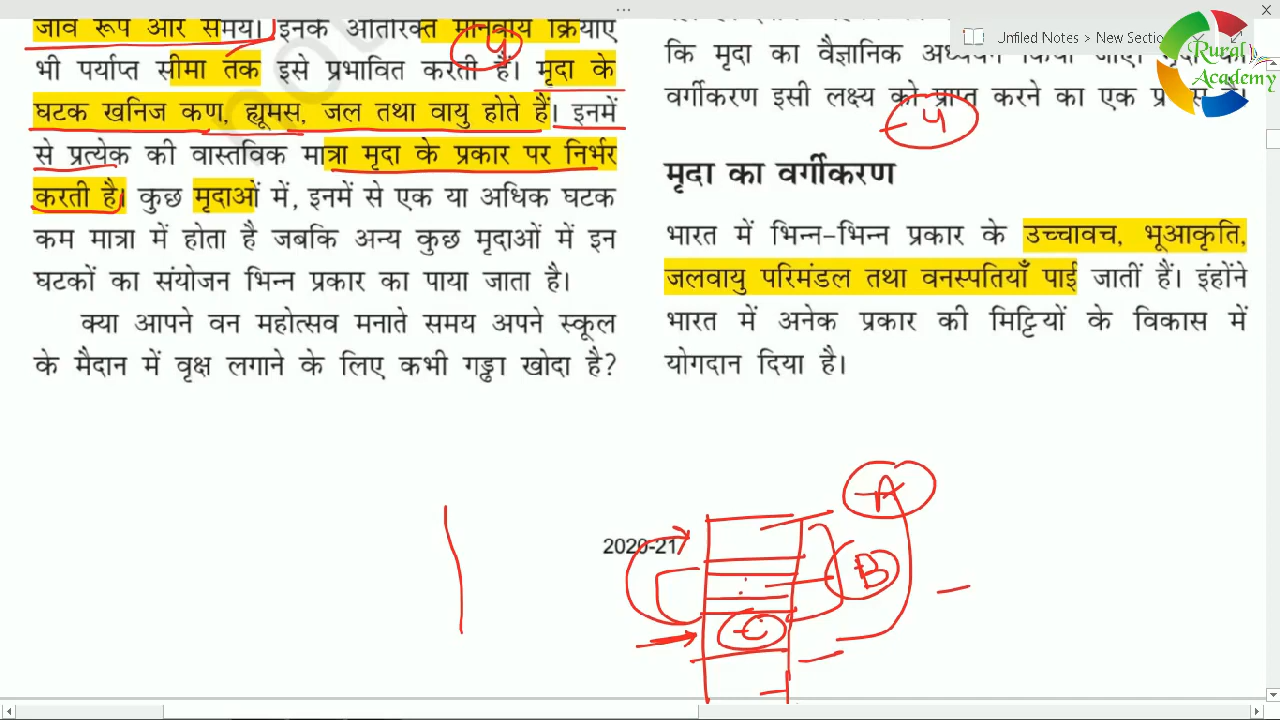 जीव रूप और समय। इनके अतिरिक्त मानवीय क्रियाएँ
भी पर्याप्त सीमा तक इसे प्रभावित करती हैं। मृदा के
घटक खनिज कण, ह्यूमस, जल तथा वायु होते हैं। इनमें
से प्रत्येक की वास्तविक मात्रा मृदा के प्रकार पर निर्भर
करती है। कुछ मृदाओं में, इनमें से एक या अधिक घटक
कम मात्रा में होता है जबकि अन्य कुछ मृदाओं में इन
घटकों का संयोजन भिन्न प्रकार का पाया जाता है।
क्या आपने वन महोत्सव मनाते समय अपने स्कूल
के मैदान में वृक्ष लगाने के लिए कभी गड्ढा खोदा है?
कि मृदा का वैज्ञानिक अध्ययन किया जाए। मृदा का
वर्गीकरण इसी लक्ष्य को प्राप्त करने का एक प्रयास है।
मृदा का वर्गीकरण
भारत में भिन्न-भिन्न प्रकार के उच्चावच, भूआकृति,
जलवायु परिमंडल तथा वनस्पतियाँ पाई जातीं हैं। इंहोंने
भारत में अनेक प्रकार की मिट्टियों के विकास में
योगदान दिया है।
Unfiled Notes > New Section
Rural
Academy
2020-21
A
B
C